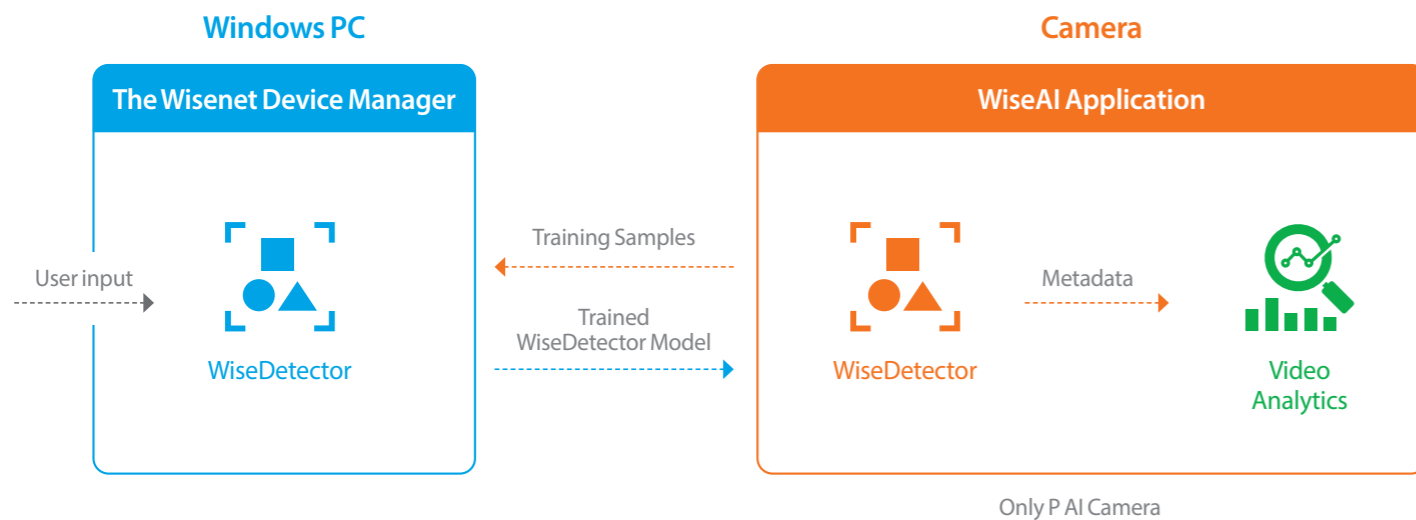 Windows PC
Camera
The Wisenet Device Manager
WiseAI Application
User input
WiseDetector
Training Samples
Trained
WiseDetector Model
WiseDetector
Metadata
Video
Analytics
Only P AI Camera